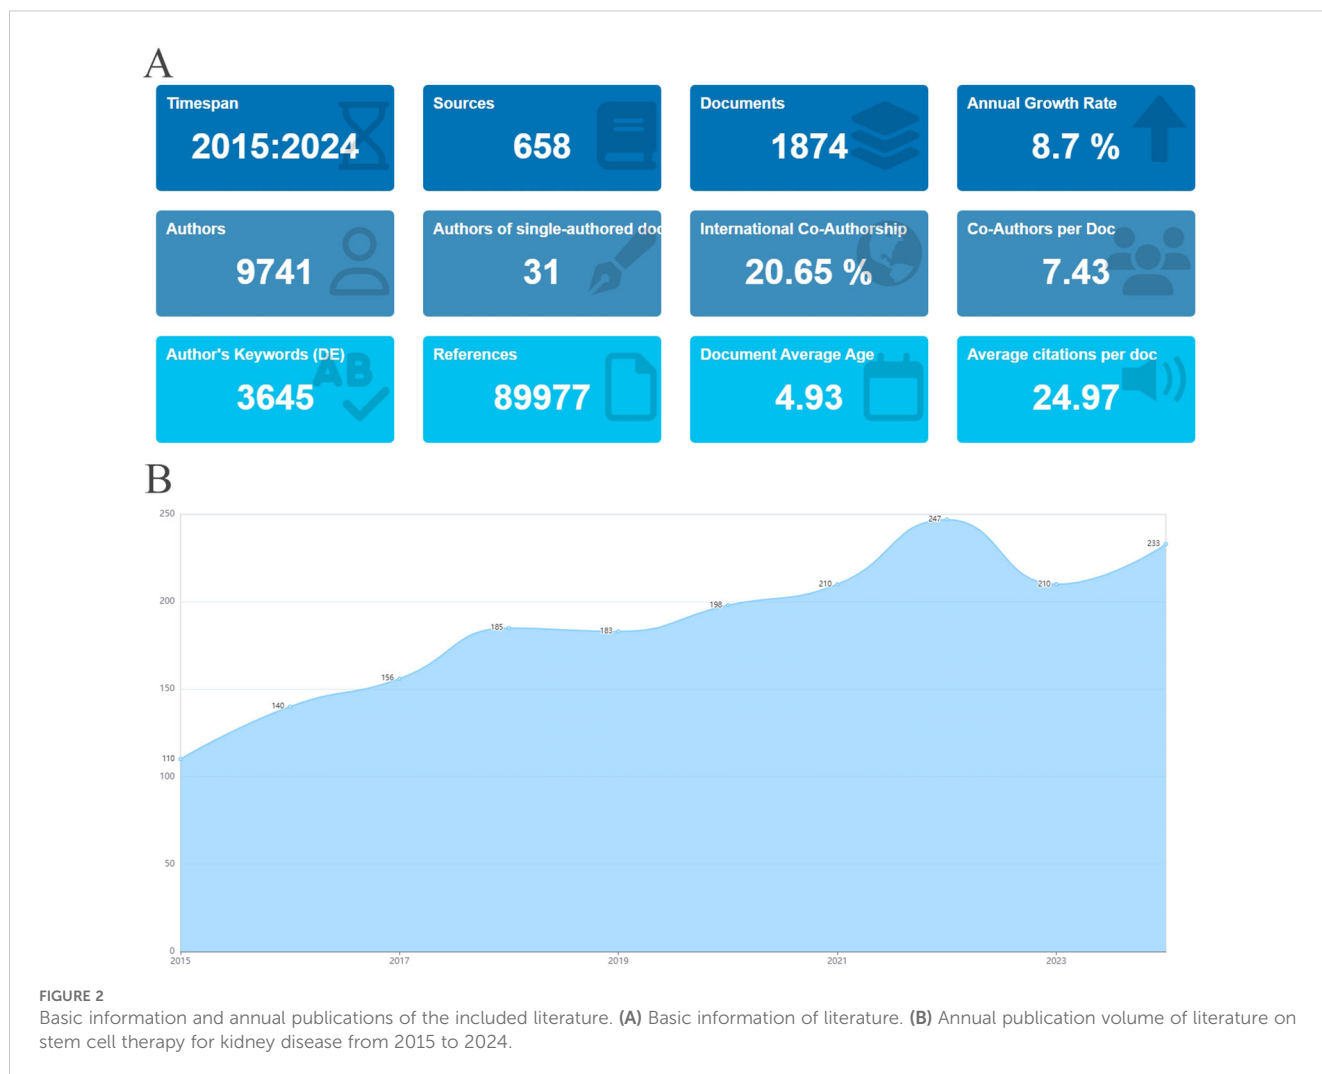 A
Timespan
2015:2024
Sources
658
Documents
1874
Annual Growth Rate
8.7 %
Authors
9741
Authors of single-authored doc
31
International Co-Authorship
20.65 %
Co-Authors per Doc
7.43
Author's Keywords (DE)
3645
AB
References
89977
Document Average Age
4.93
Average citations per doc
24.97
B
250
200
150
100
50
0
110
140
156
185
183
198
210
247
210
233
2015
2017
2019
2021
2023
FIGURE 2
Basic information and annual publications of the included literature. (A) Basic information of literature. (B) Annual publication volume of literature on
stem cell therapy for kidney disease from 2015 to 2024.